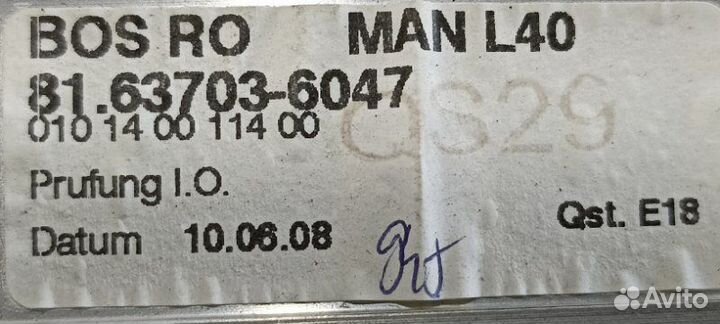 BOS RO MAN L40
81.63703-6047
010 14 00 114 00
QS29
Prufung I.O.
Datum 10.06.08
Qst. E18
Avito